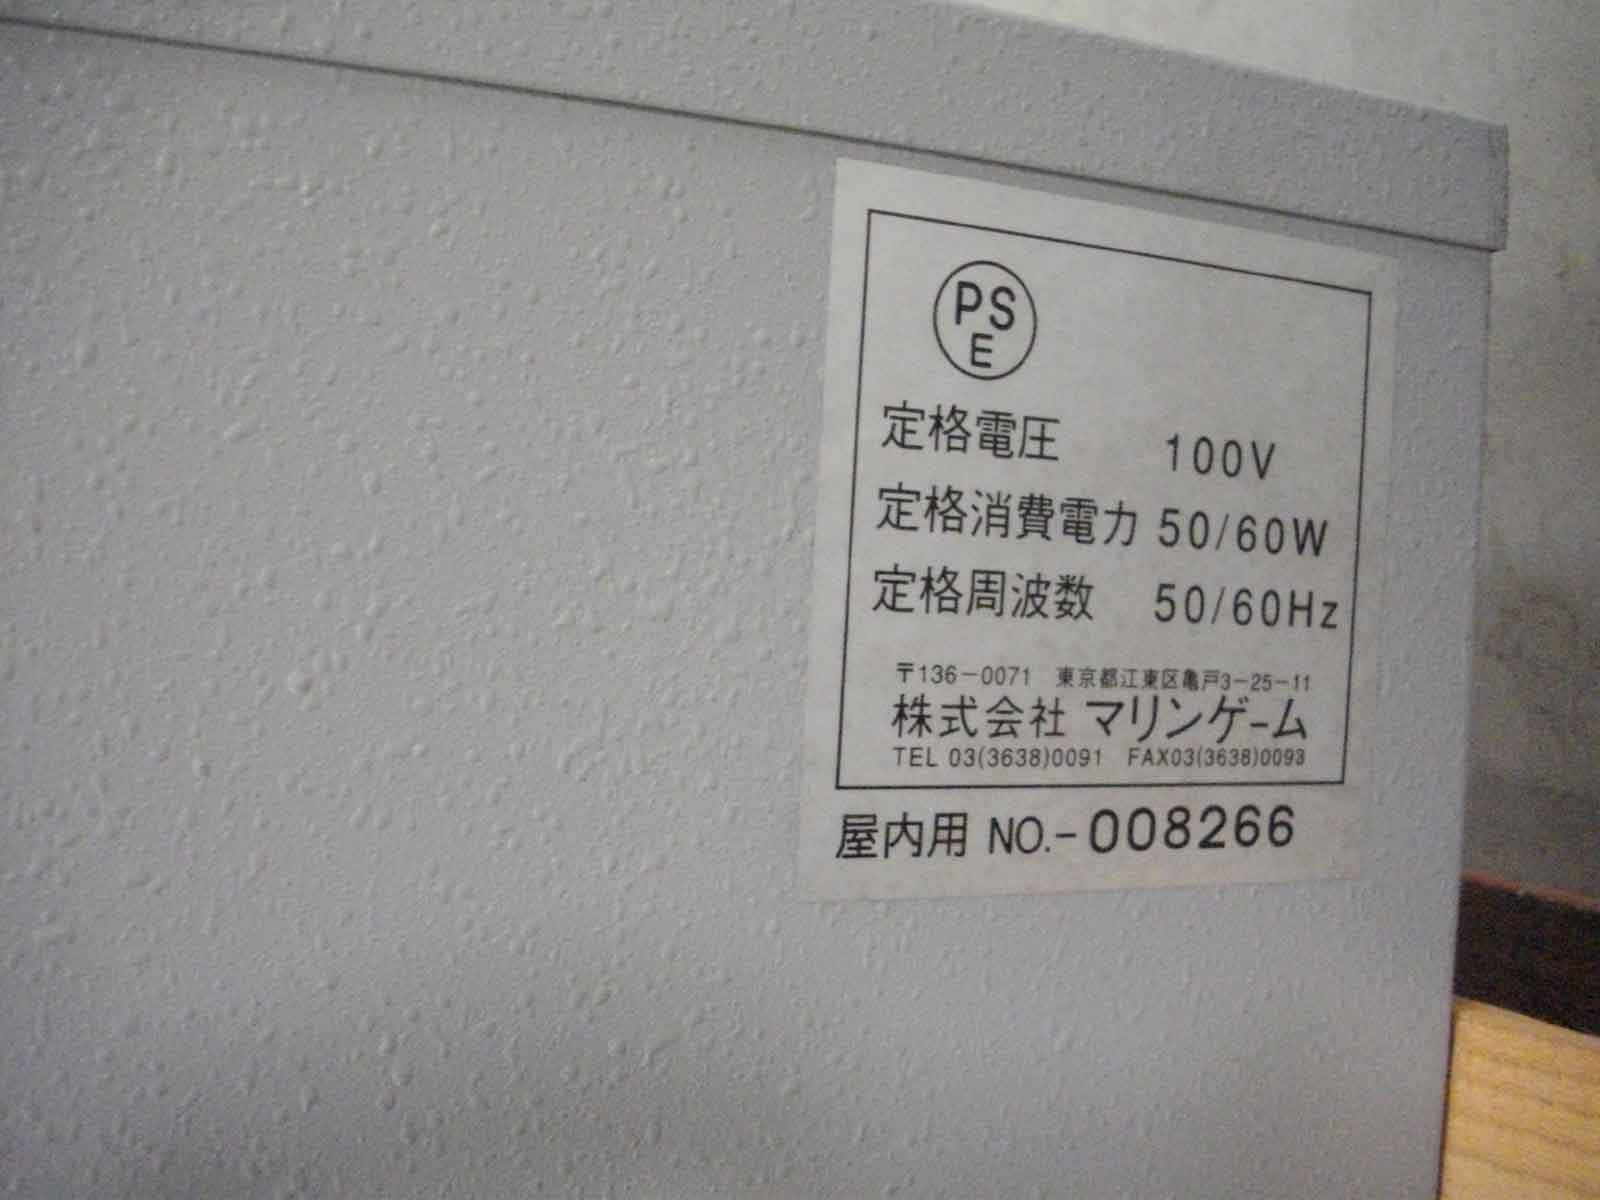 PS
E
定格電圧 100V
定格消費電力 50/60W
定格周波数 50/60Hz
〒136-0071 東京都江東区亀戸3-25-11
株式会社 マリンゲーム
TEL 03(3638)0091 FAX03(3638)0093
屋内用 NO.-008266